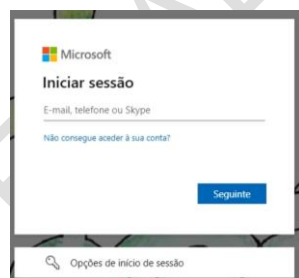 Microsoft
Iniciar sessão
E-mail, telefone ou Skype
Não consegue aceder à sua conta?
Seguinte
Opções de início de sessão